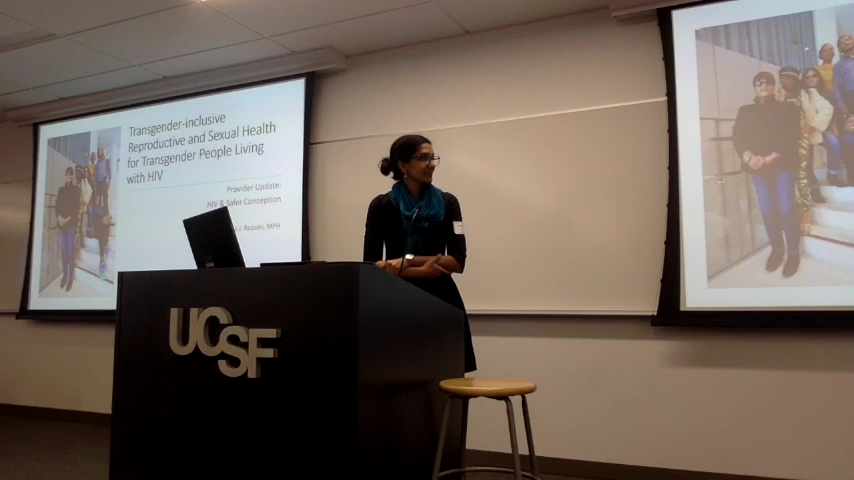 Transgender-inclusive
Reproductive and Sexual Health
for Transgender People Living
with HIV
Provider Update:
HIV & Safer Conception
J. Reeves, MPH
UCSF